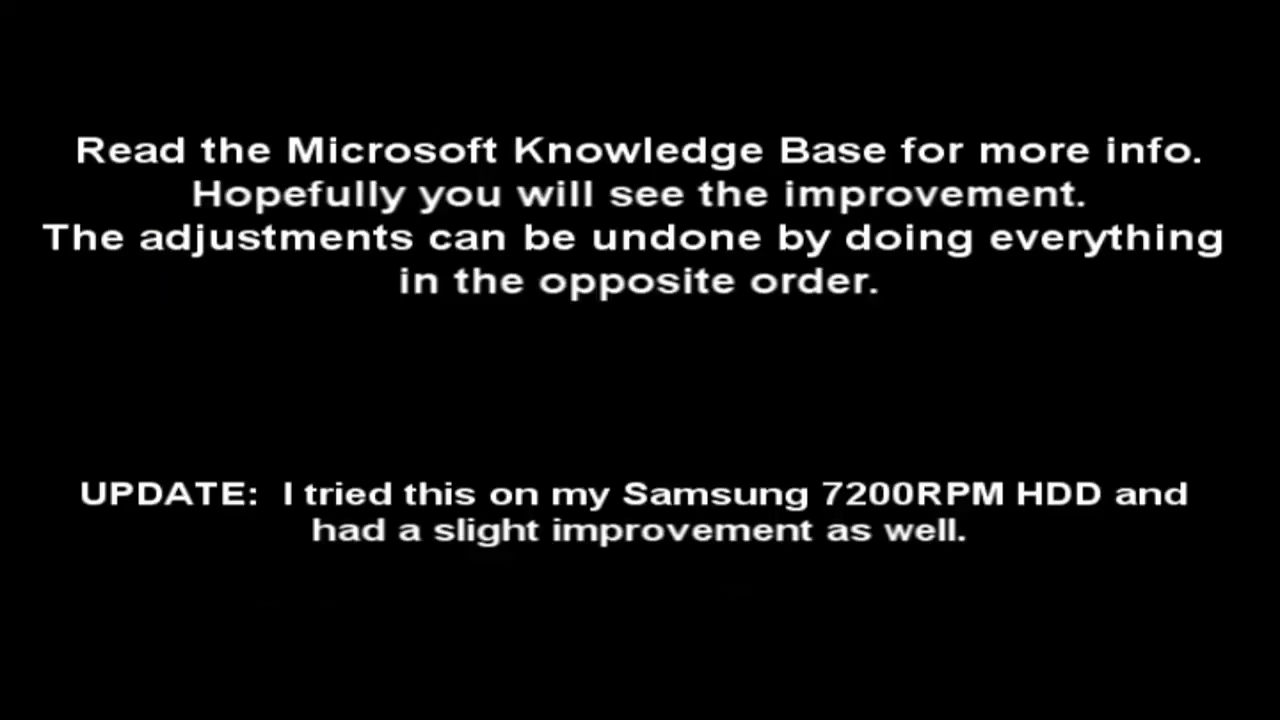 Read the Microsoft Knowledge Base for more info.
Hopefully you will see the improvement.
The adjustments can be undone by doing everything
in the opposite order.
UPDATE:  I tried this on my Samsung 7200RPM HDD and
had a slight improvement as well.